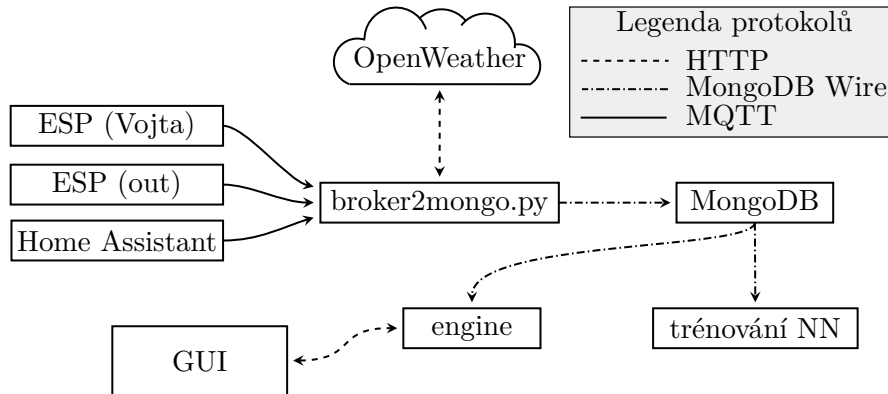 Legenda protokolů
HTTP
MongoDB Wire
MQTT
OpenWeather
ESP (Vojta)
ESP (out)
Home Assistant
broker2mongo.py
MongoDB
engine
trénování NN
GUI